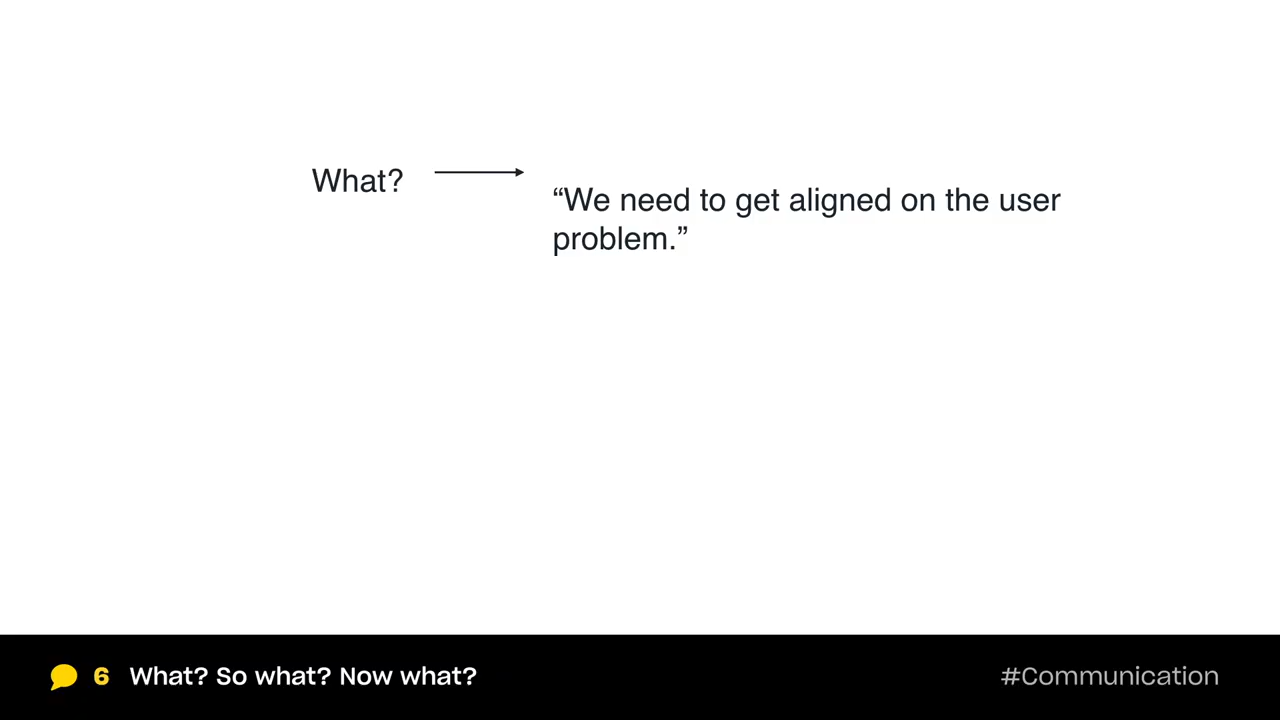 What?
“We need to get aligned on the user
problem.”
6 What? So what? Now what?
#Communication